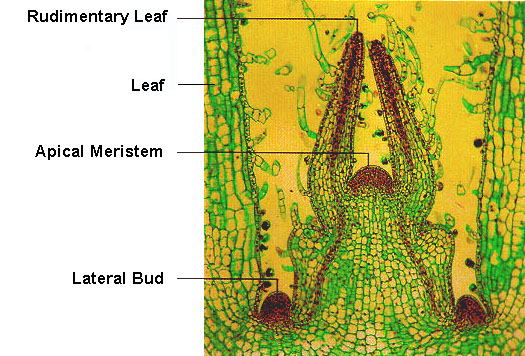 Rudimentary Leaf
Leaf
Apical Meristem
Lateral Bud